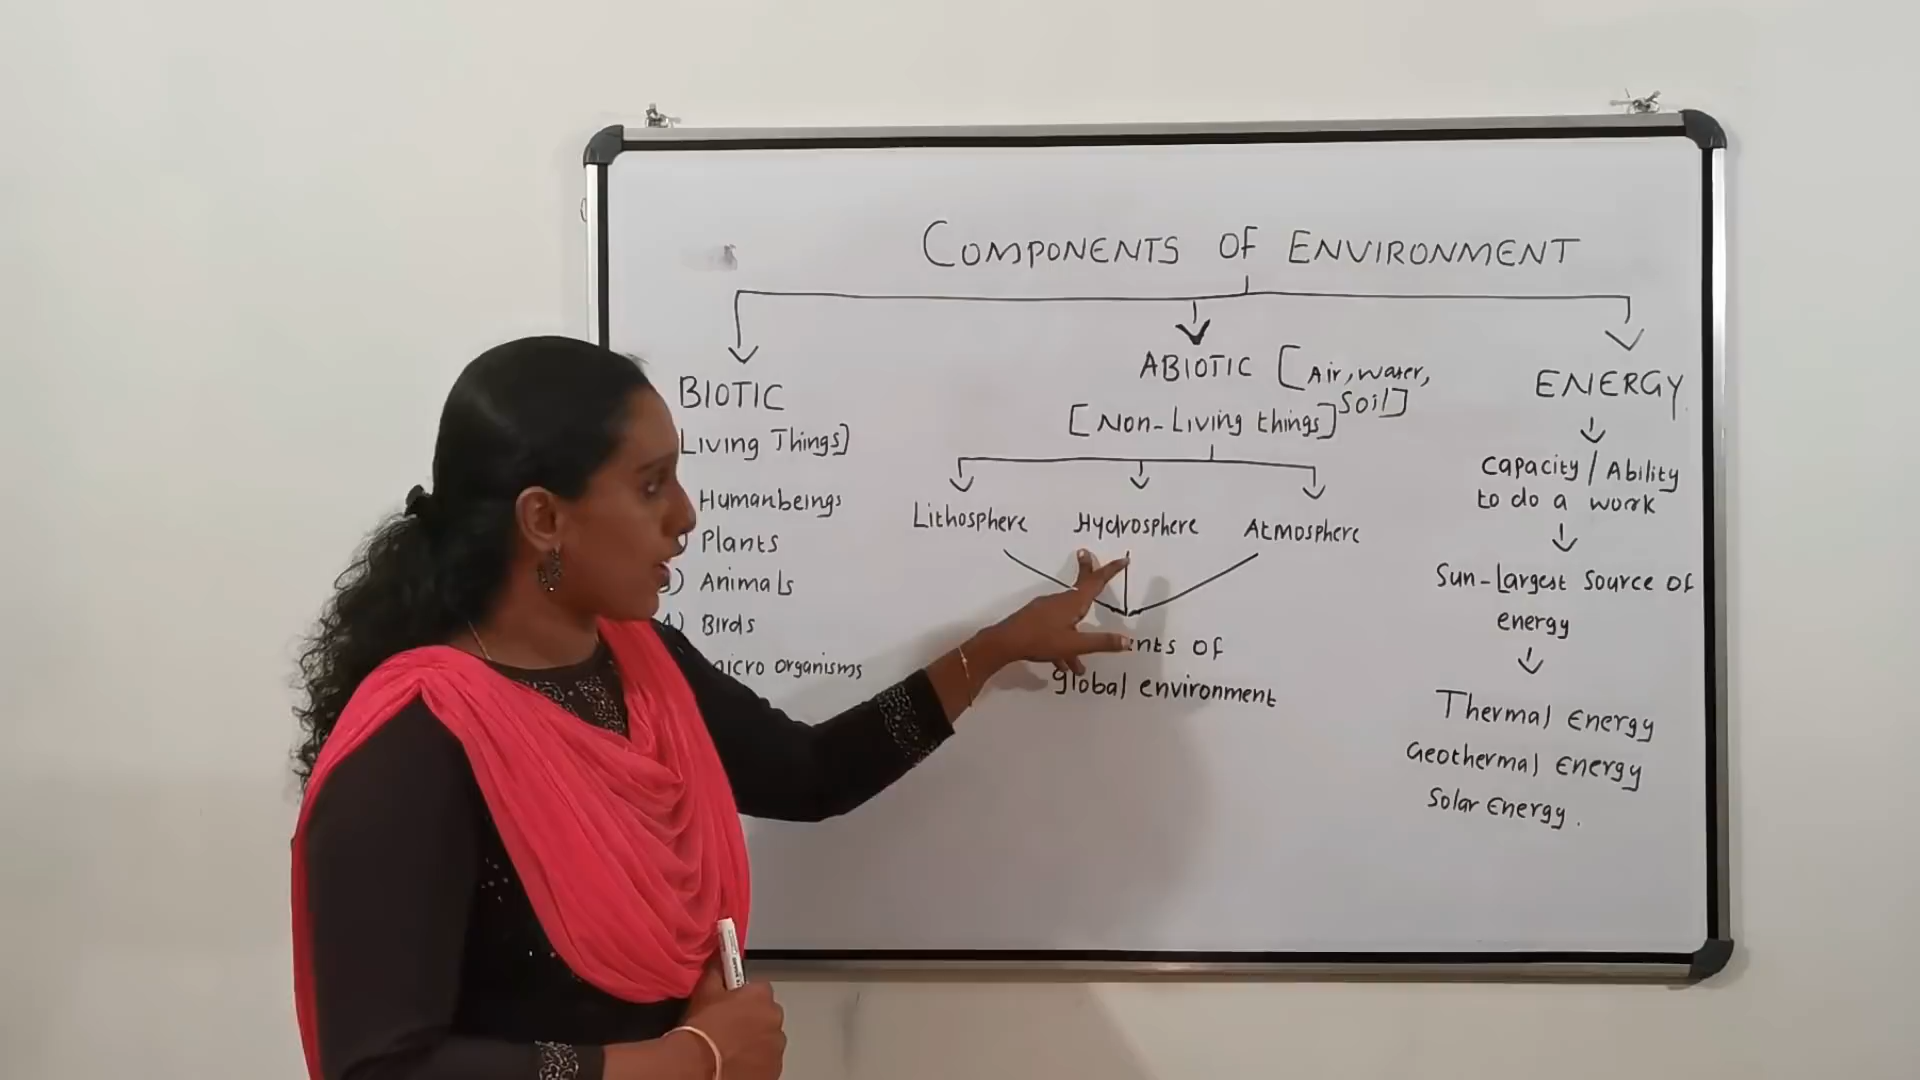 COMPONENTS OF ENVIRONMENT
BIOTIC
Living Things]
Humanbeings
Plants
3) Animals
4) Birds
micro organisms
ABIOTIC [Air, water,
soil]
[Non-Living things]
Lithosphere Hydrosphere Atmosphere
of
global environment
ENERGY
capacity / Ability
to do a work
Sun-Largest source of
energy
Thermal energy
Geothermal energy
Solar energy.